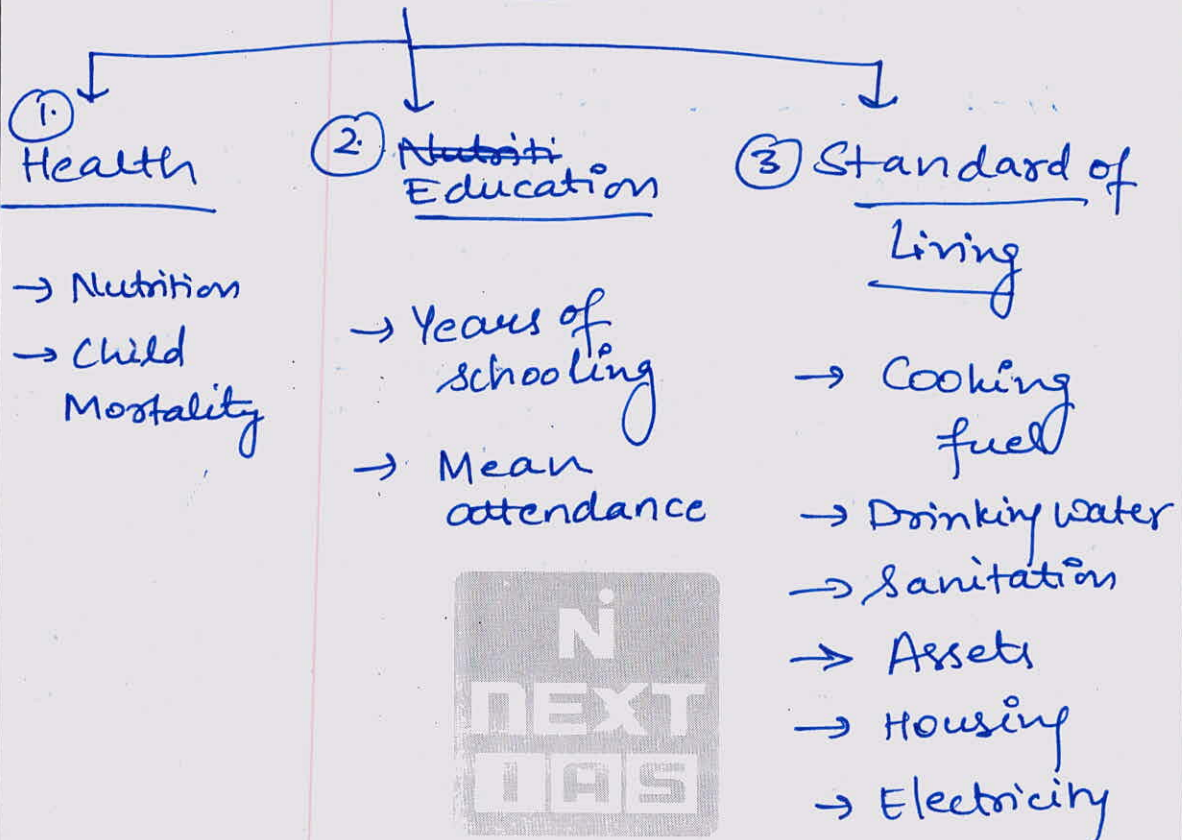 1.
Health
→ Nutrition
→ Child
Mortality
2. Nutriti
Education
→ Years of
schooling
→ Mean
attendance
3 Standard of
Living
→ Cooking
fuel
→ Drinking water
→ Sanitation
→ Assets
→ Housing
→ Electricity
N
NEXT
IAS